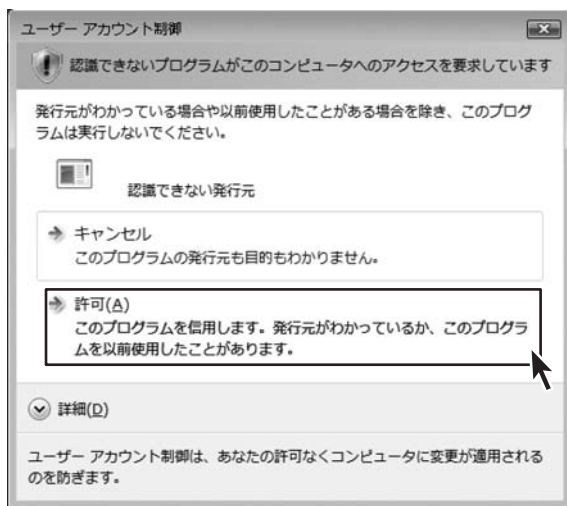 ユーザー アカウント制御
認識できないプログラムがこのコンピュータへのアクセスを要求しています
発行元がわかっている場合や以前使用したことがある場合を除き、このプログ
ラムは実行しないでください。
認識できない発行元
キャンセル
このプログラムの発行元も目的もわかりません。
許可(A)
このプログラムを信用します。発行元がわかっているか、このプログラ
ムを以前使用したことがあります。
詳細(D)
ユーザー アカウント制御は、あなたの許可なくコンピュータに変更が適用される
のを防ぎます。